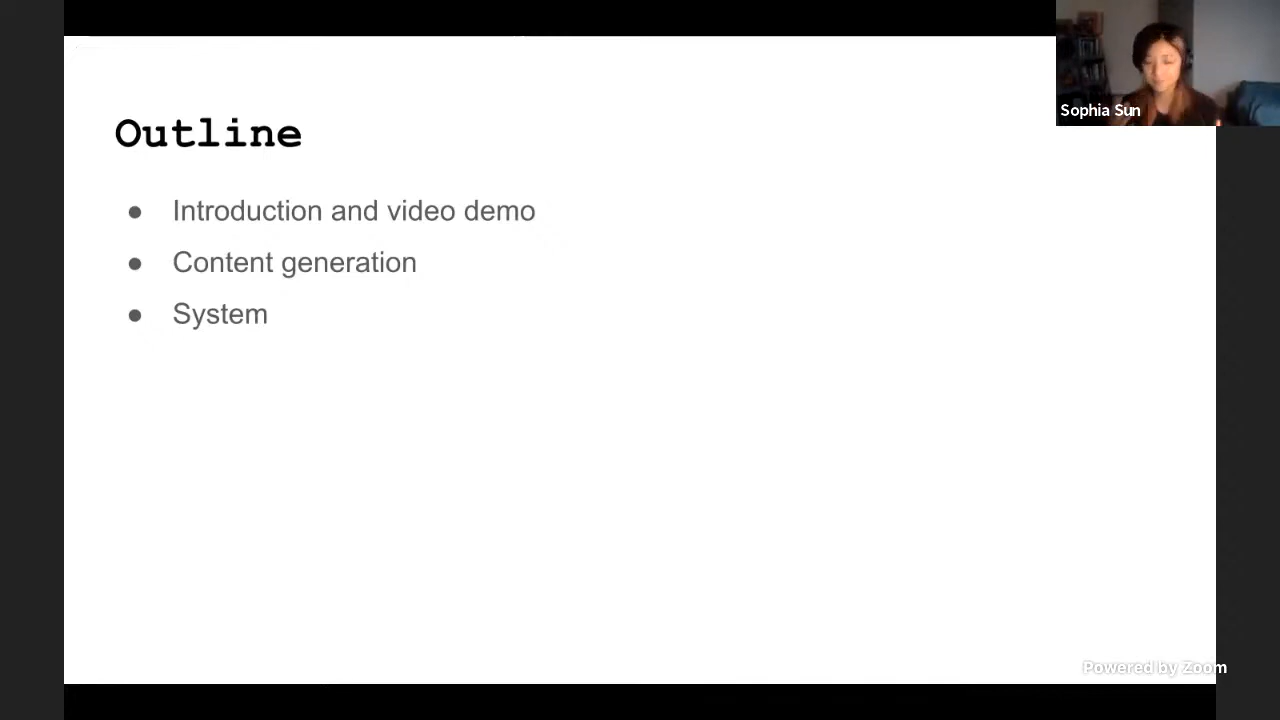 Outline
● Introduction and video demo
● Content generation
● System
Sophia Sun
Powered by Zoom